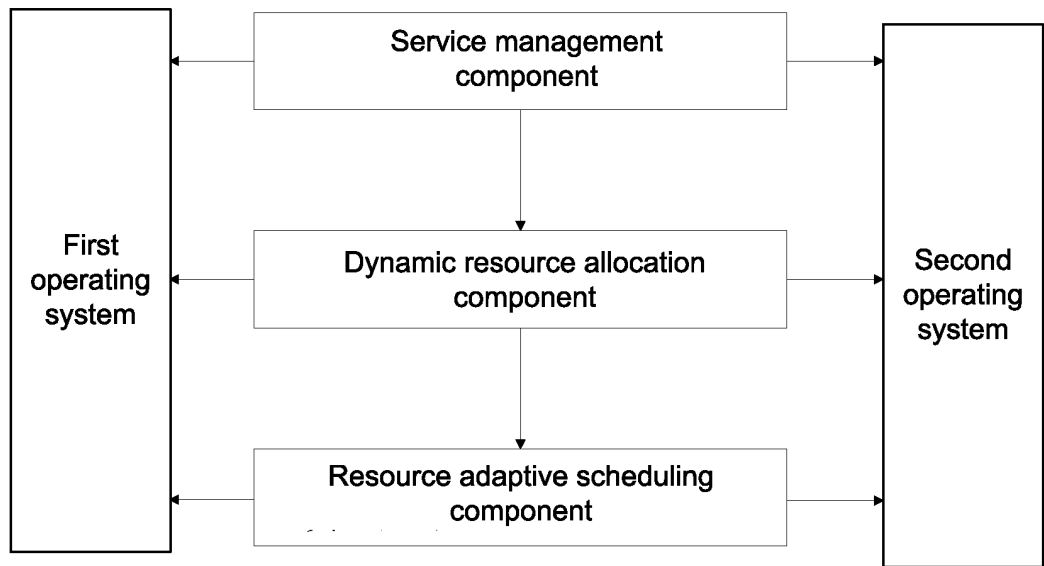 Service management
component
First
operating
system
Dynamic resource allocation
component
Second
operating
system
Resource adaptive scheduling
component